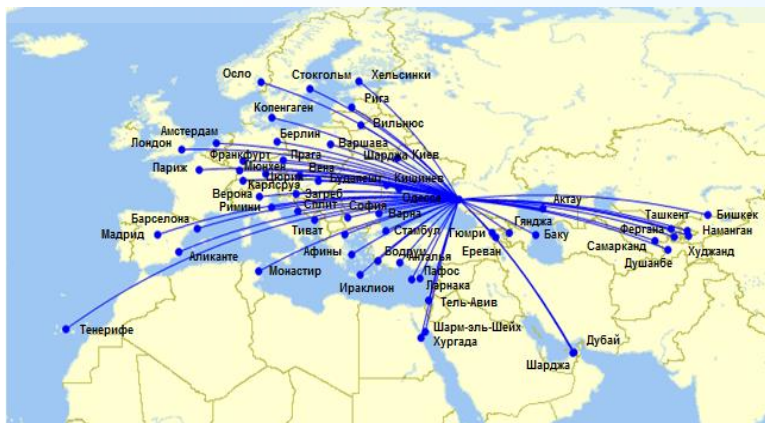 Осло
Стокгольм
Хельсинки
Рига
Копенгаген
Вильнюс
Амстердам
Берлин
Варшава
Лондон
Франкфурт
Прага
Шарджа Киев
Париж
Мюнхен
Вена
Цюрих
Будапешт
Кишинев
Карлсруэ
Загреб
Одесса
Актау
Верона
Римини
Сплит
София
Варна
Ташкент
Бишкек
Барселона
Гянджа
Фергана
Наманган
Мадрид
Тиват
Стамбул
Гюмри
Баку
Самарканд
Аликанте
Афины
Бодрум
Анталья
Ереван
Душанбе
Худжанд
Монастир
Пафос
Ираклион
Ларнака
Тель-Авив
Тенерифе
Шарм-эль-Шейх
Хургада
Дубай
Шарджа